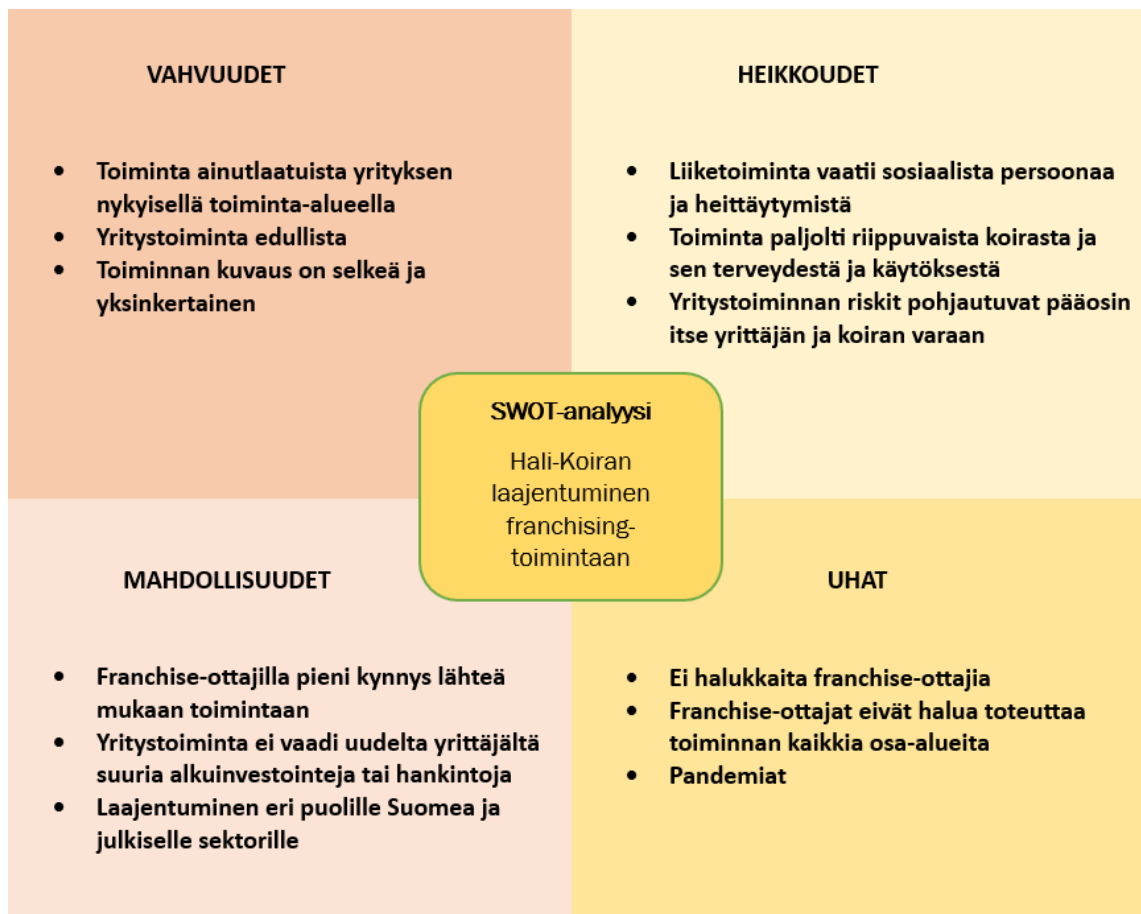 VAHVUUDET
• Toiminta ainutlaatuista yrityksen
nykyisellä toiminta-alueella
• Yritystoiminta edullista
• Toiminnan kuvaus on selkeä ja
yksinkertainen
HEIKKOUDET
• Liiketoiminta vaatii sosiaalista persoonaa
ja heittäytymistä
• Toiminta paljolti riippuvaista koirasta ja
sen terveydestä ja käytöksestä
• Yritystoiminnan riskit pohjautuvat pääosin
itse yrittäjän ja koiran varaan
SWOT-analyysi
Hali-Koiran
laajentuminen
franchising-
toimintaan
MAHDOLLISUUDET
• Franchise-ottajilla pieni kynnys lähteä
mukaan toimintaan
• Yritystoiminta ei vaadi uudelta yrittäjältä
suuria alkuinvestointeja tai hankintoja
• Laajentuminen eri puolille Suomea ja
julkiselle sektorille
UHAT
• Ei halukkaita franchise-ottajia
• Franchise-ottajat eivät halua toteuttaa
toiminnan kaikkia osa-alueita
• Pandemiat